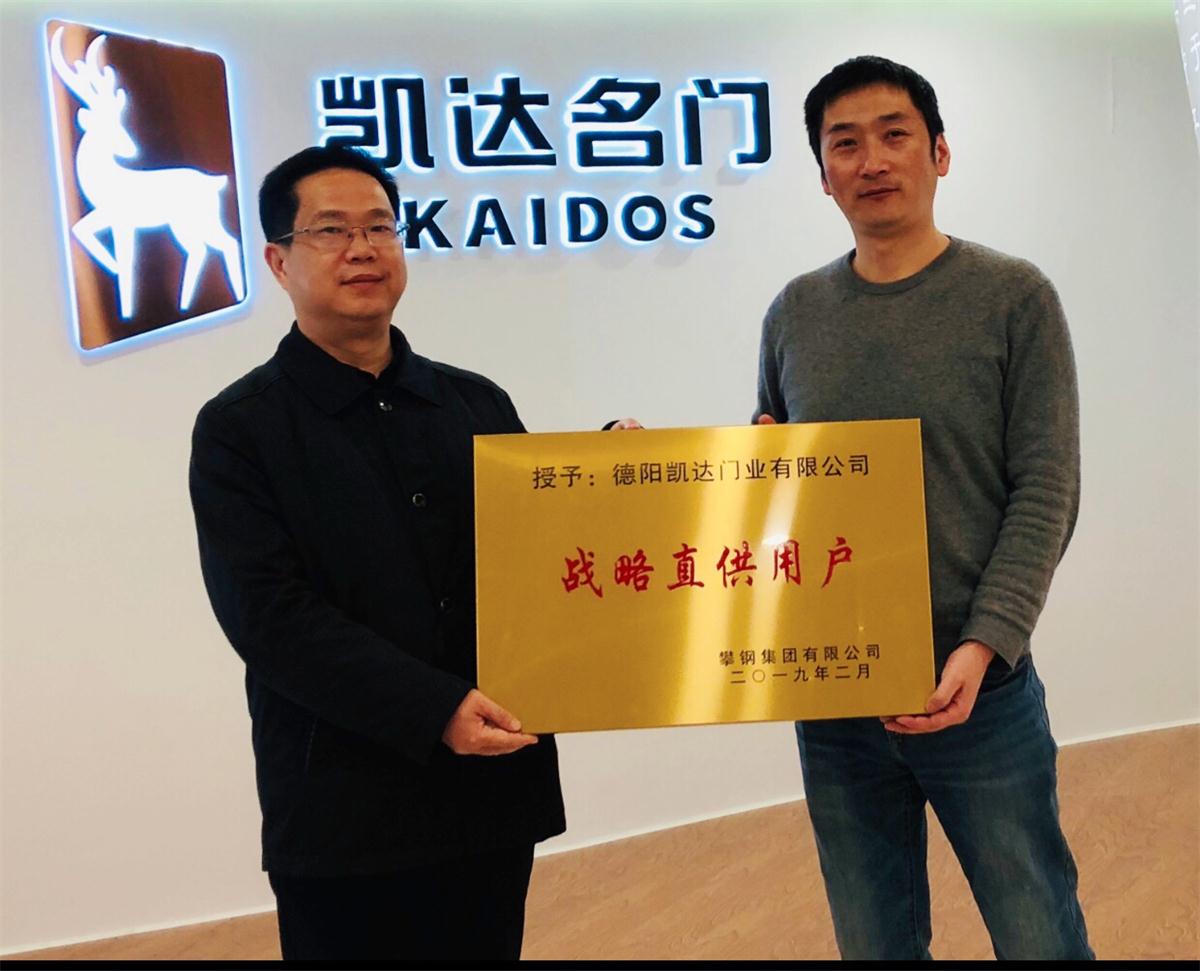 凯达名门
KAIDOS
授予：德阳凯达门业有限公司
战略直供用户
攀钢集团有限公司
二〇一九年二月